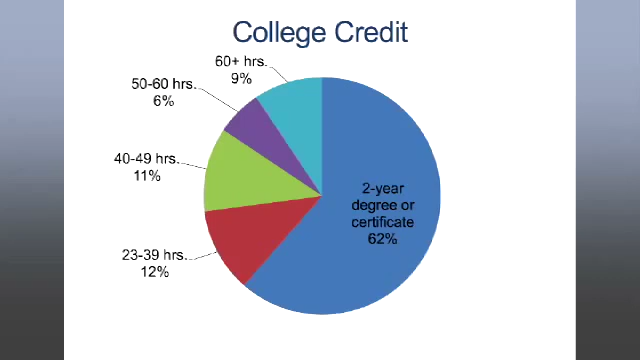 College Credit
60+ hrs.
9%
50-60 hrs.
6%
40-49 hrs.
11%
23-39 hrs.
12%
2-year
degree or
certificate
62%